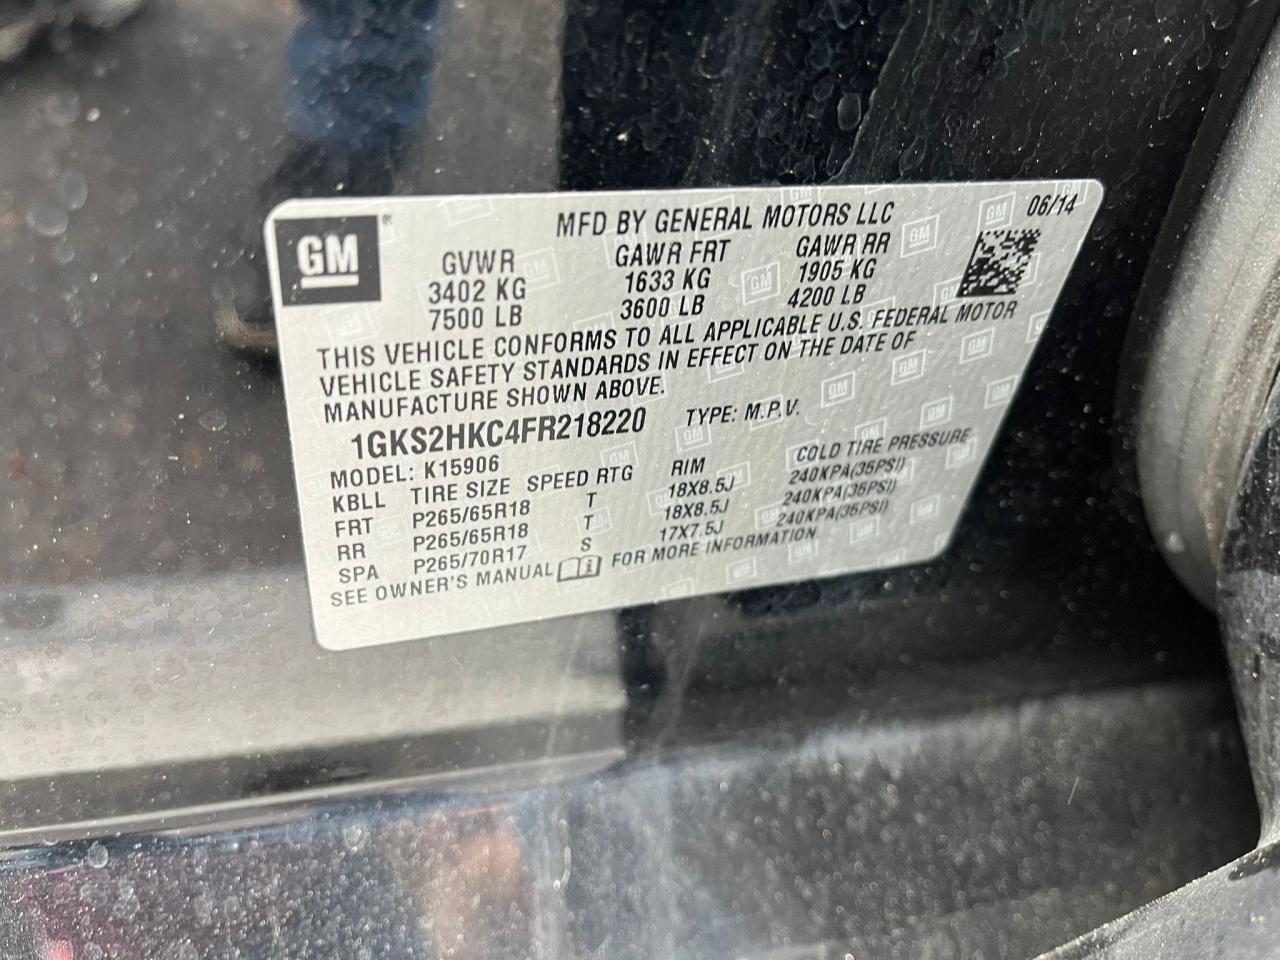 GM
MFD BY GENERAL MOTORS LLC 06/14
GVWR GAWR FRT GAWR RR
3402 KG 1633 KG 1905 KG
7500 LB 3600 LB 4200 LB
THIS VEHICLE CONFORMS TO ALL APPLICABLE U.S. FEDERAL MOTOR
VEHICLE SAFETY STANDARDS IN EFFECT ON THE DATE OF
MANUFACTURE SHOWN ABOVE.
1GKS2HKC4FR218220 TYPE: M.P.V.
MODEL: K15906
KBLL TIRE SIZE SPEED RTG RIM COLD TIRE PRESSURE
FRT P265/65R18 T 18X8.5J 240KPA(35PSI)
RR P265/65R18 T 18X8.5J 240KPA(35PSI)
SPA P265/70R17 S 17X7.5J 240KPA(35PSI)
SEE OWNER'S MANUAL FOR MORE INFORMATION